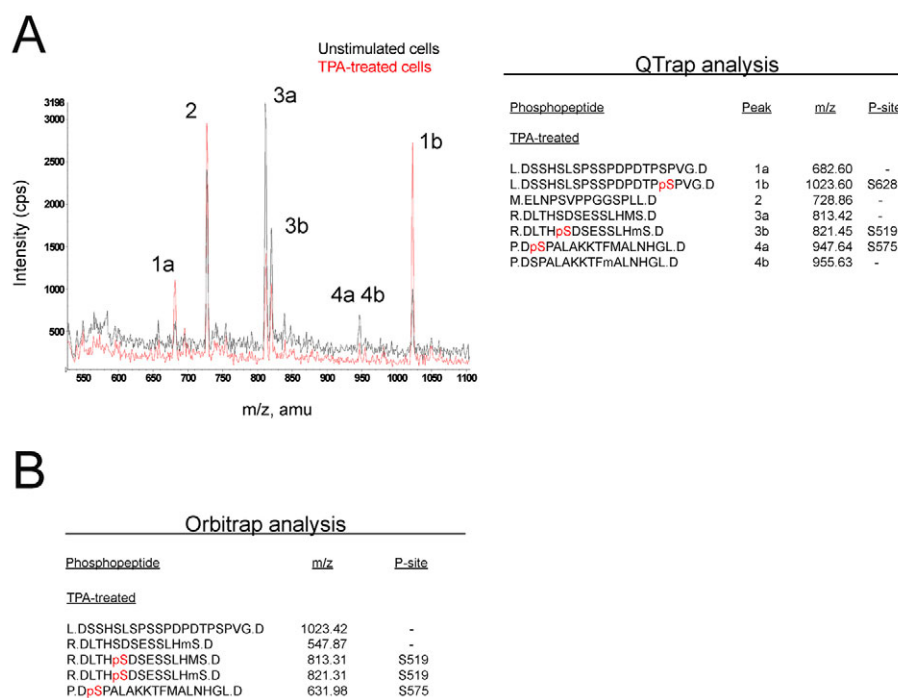 A
Unstimulated cells
TPA-treated cells
3198
3000
2500
2000
1500
1000
500
Intensity (cps)
1a
2
3a
3b
4a 4b
1b
550 600 650 700 750 800 850 900 950 1000 1050 1100
m/z, amu
QTrap analysis
Phosphopeptide Peak m/z P-site
TPA-treated
L.DSSHSLSPSSPDPDTPSPVG.D 1a 682.60 -
L.DSSHSLSPSSPDPDTPpSPVG.D 1b 1023.60 S628
M.ELNPSVPPGGSPLL.D 2 728.86 -
R.DLTHSDSESSLHMS.D 3a 813.42 -
R.DLTHpSDSESSLHmS.D 3b 821.45 S519
P.DpSPALAKKTFMALNHGL.D 4a 947.64 S575
P.DSPALAKKTFmALNHGL.D 4b 955.63 -
B
Orbitrap analysis
Phosphopeptide m/z P-site
TPA-treated
L.DSSHSLSPSSPDPDTPSPVG.D 1023.42 -
R.DLTHSDSESSLHmS.D 547.87 -
R.DLTHpSDSESSLHMS.D 813.31 S519
R.DLTHpSDSESSLHmS.D 821.31 S519
P.DpSPALAKKTFMALNHGL.D 631.98 S575